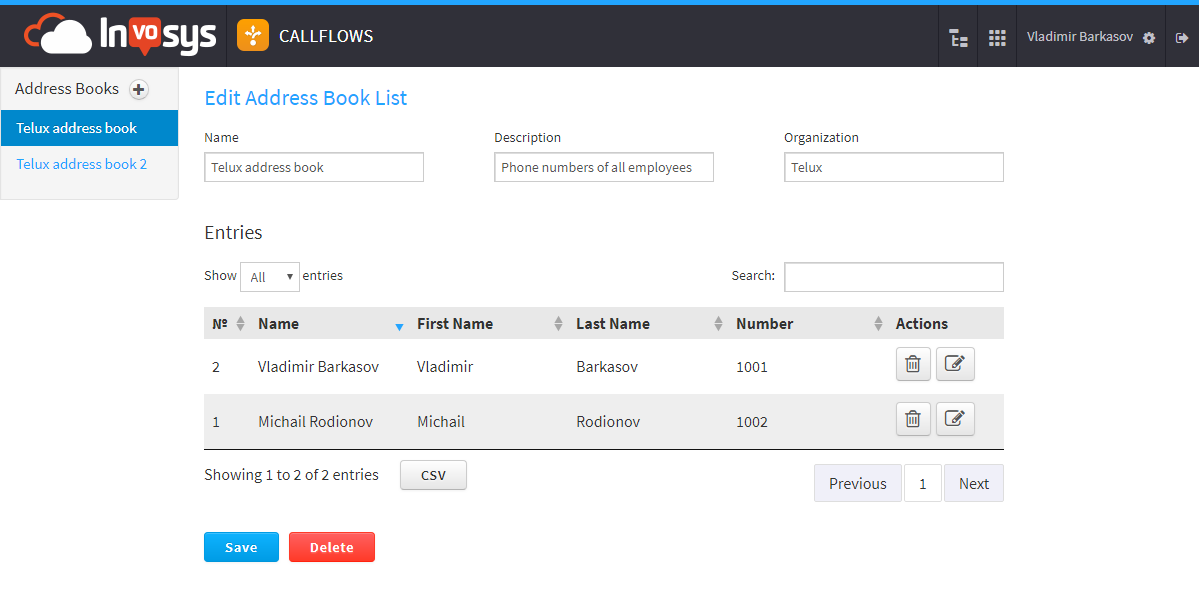 Invosys CALLFLOWS Vladimir Barkasov
Address Books
Telux address book
Telux address book 2
Edit Address Book List
Name Description Organization
Telux address book Phone numbers of all employees Telux
Entries
Show All entries Search:
№ Name First Name Last Name Number Actions
2 Vladimir Barkasov Vladimir Barkasov 1001
1 Michail Rodionov Michail Rodionov 1002
Showing 1 to 2 of 2 entries CSV Previous 1 Next
Save Delete